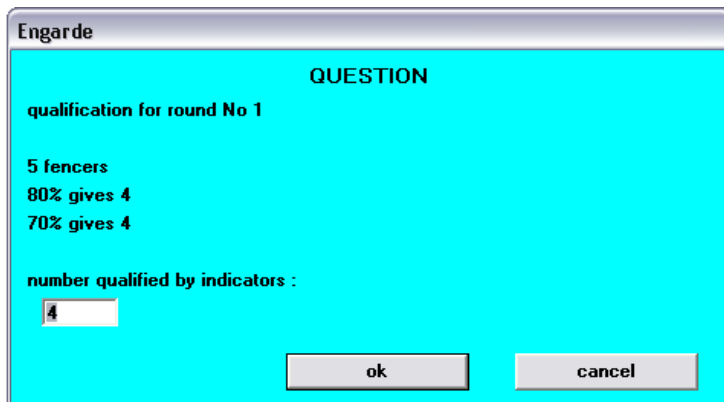 Engarde
QUESTION
qualification for round No 1
5 fencers
80% gives 4
70% gives 4
number qualified by indicators :
4
ok
cancel